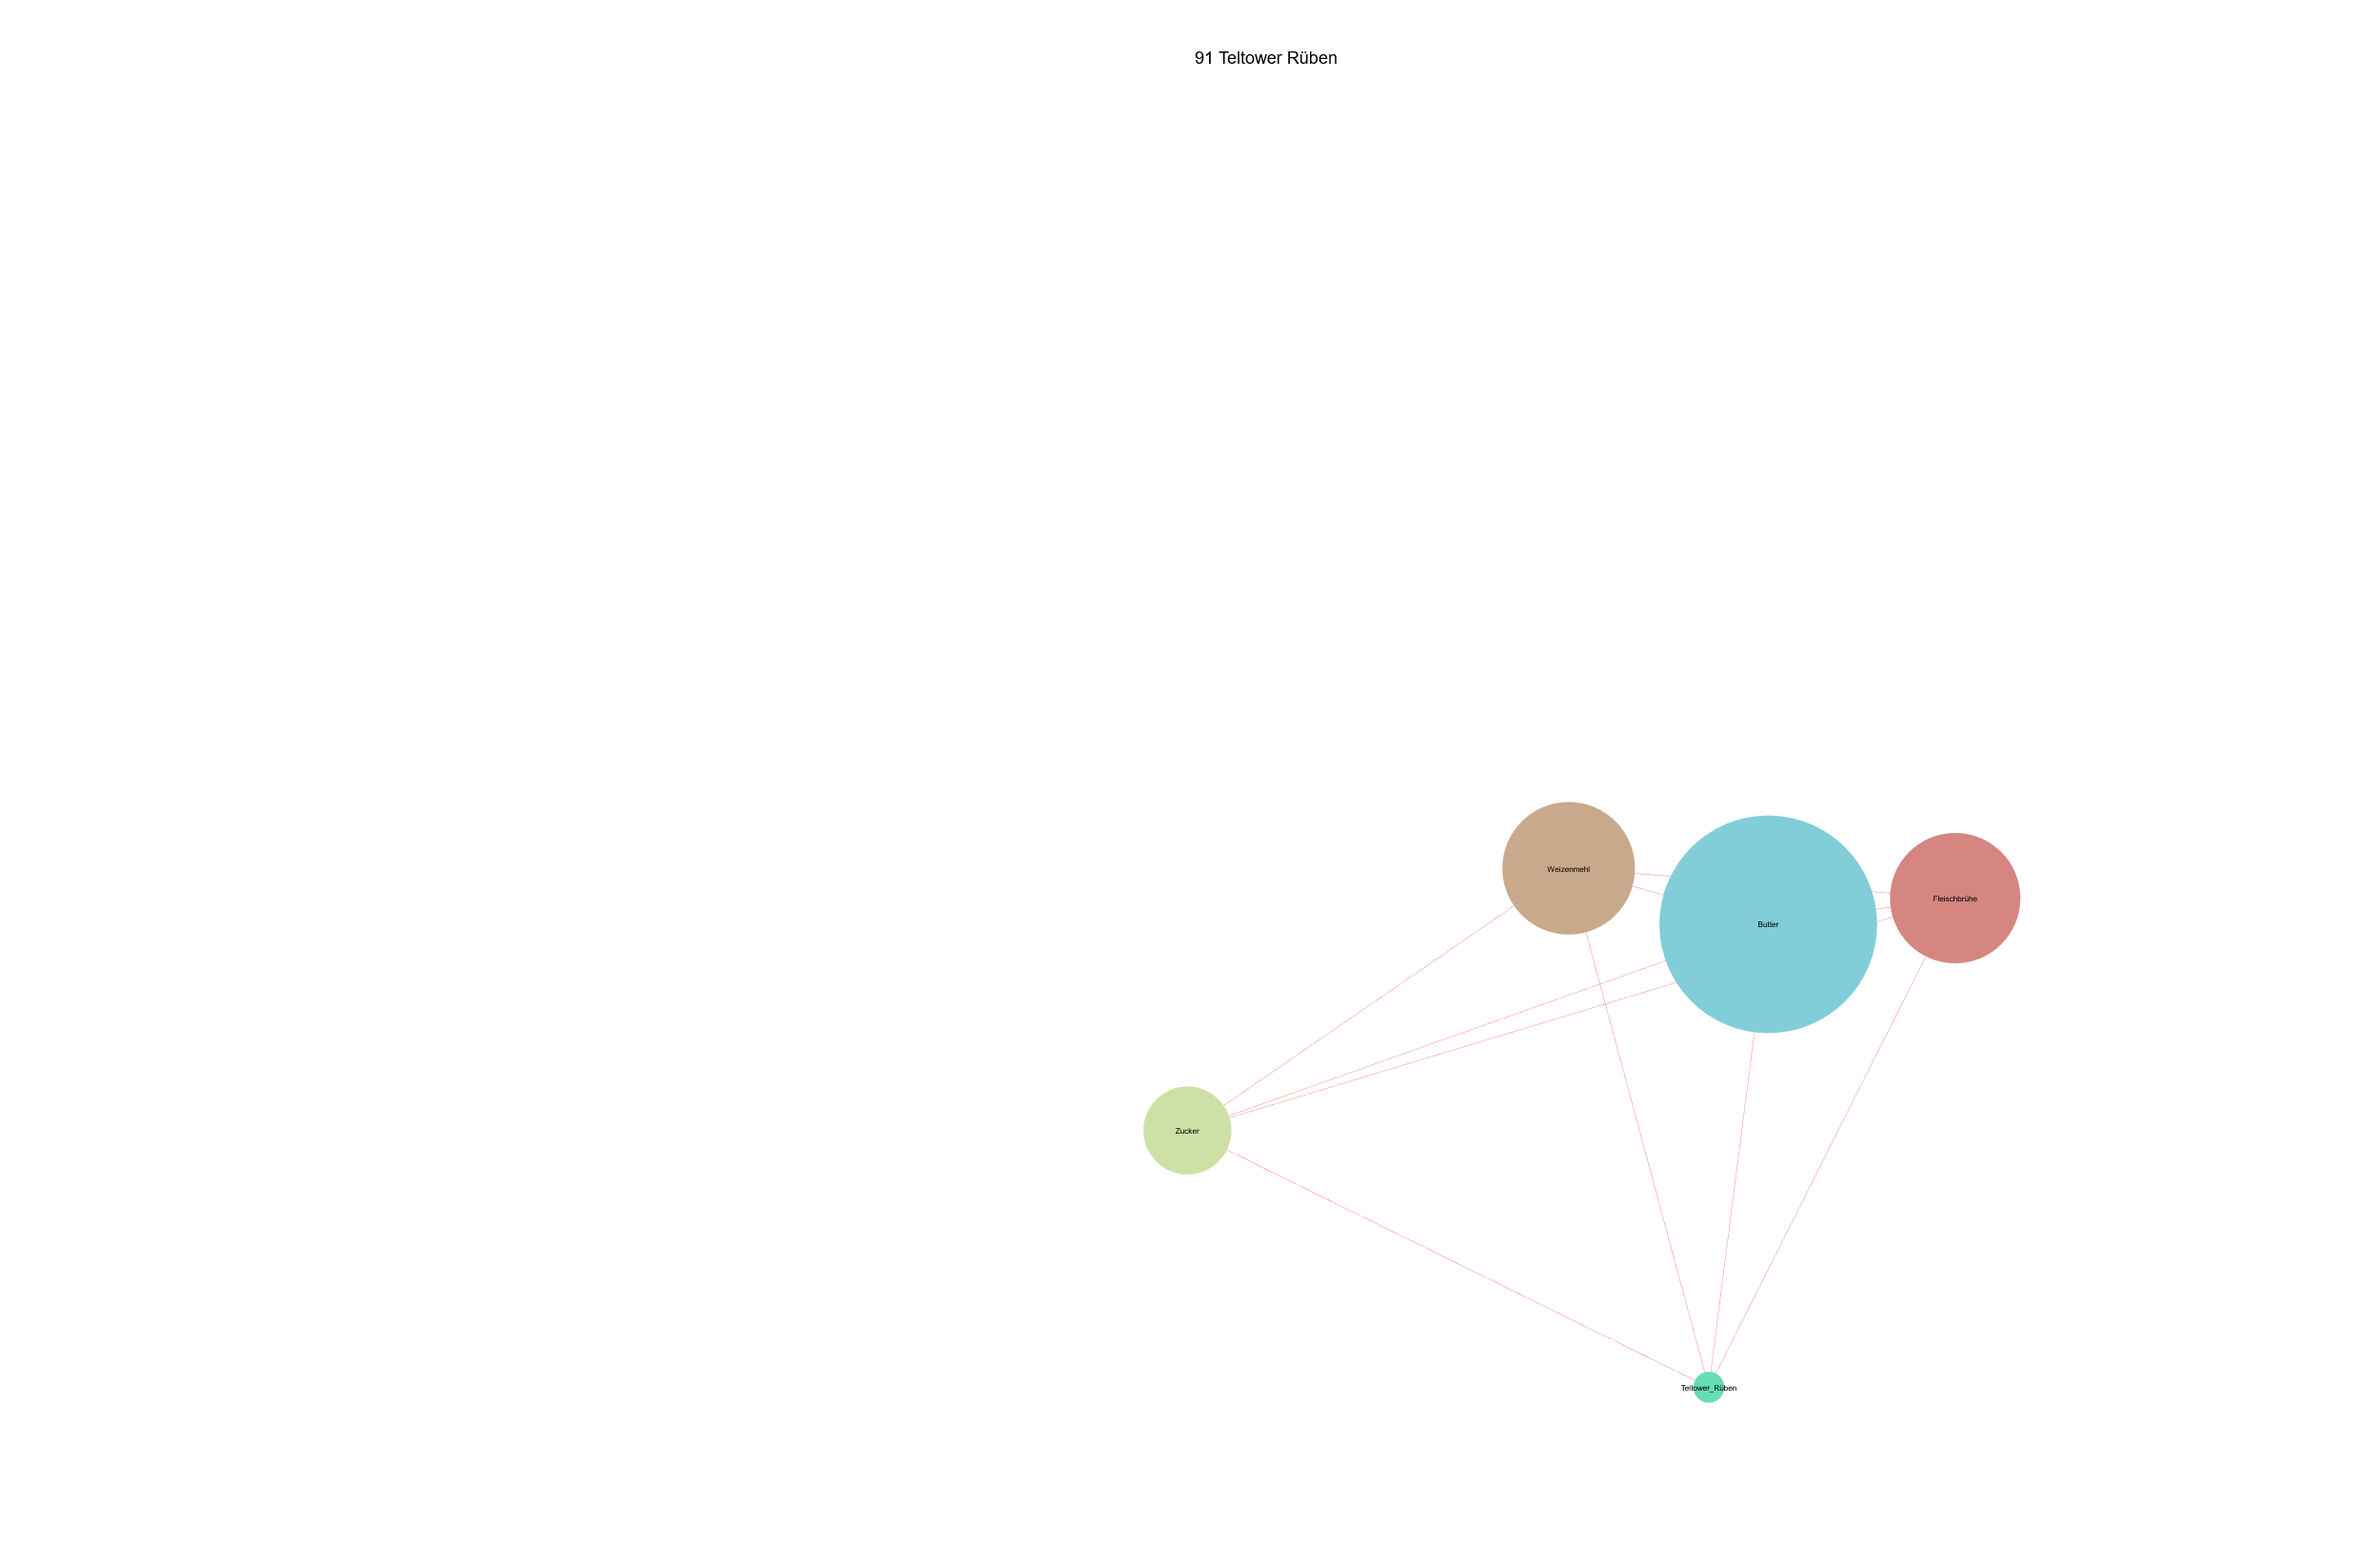 91 Teltower Rüben
Weizenmehl
Fleischbrühe
Butter
Zucker
Teltower_Rüben